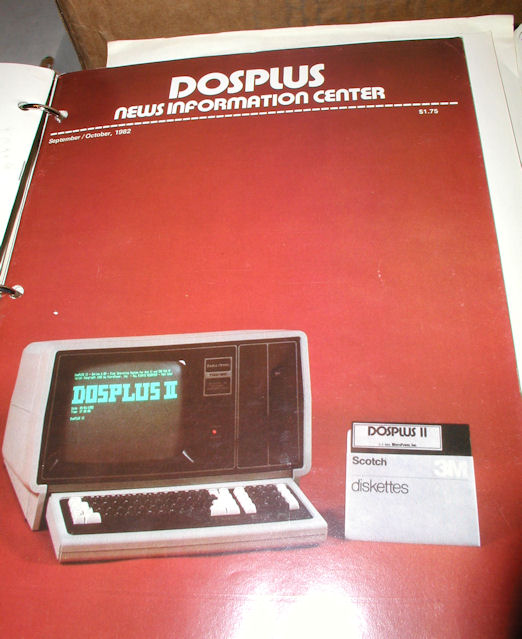 DOSPLUS
NEWS INFORMATION CENTER
September/October, 1982
$1.75
DOSPLUS II
DOSPLUS II
Scotch
3M
diskettes